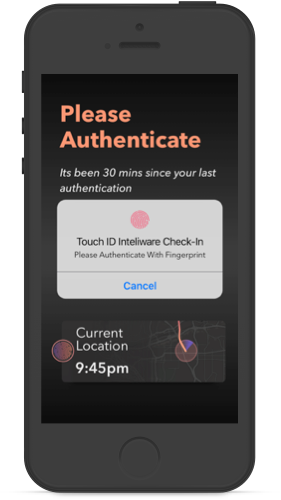 Please
Authenticate
Its been 30 mins since your last
authentication
Touch ID Inteliware Check-In
Please Authenticate With Fingerprint
Cancel
Current
Location
9:45pm